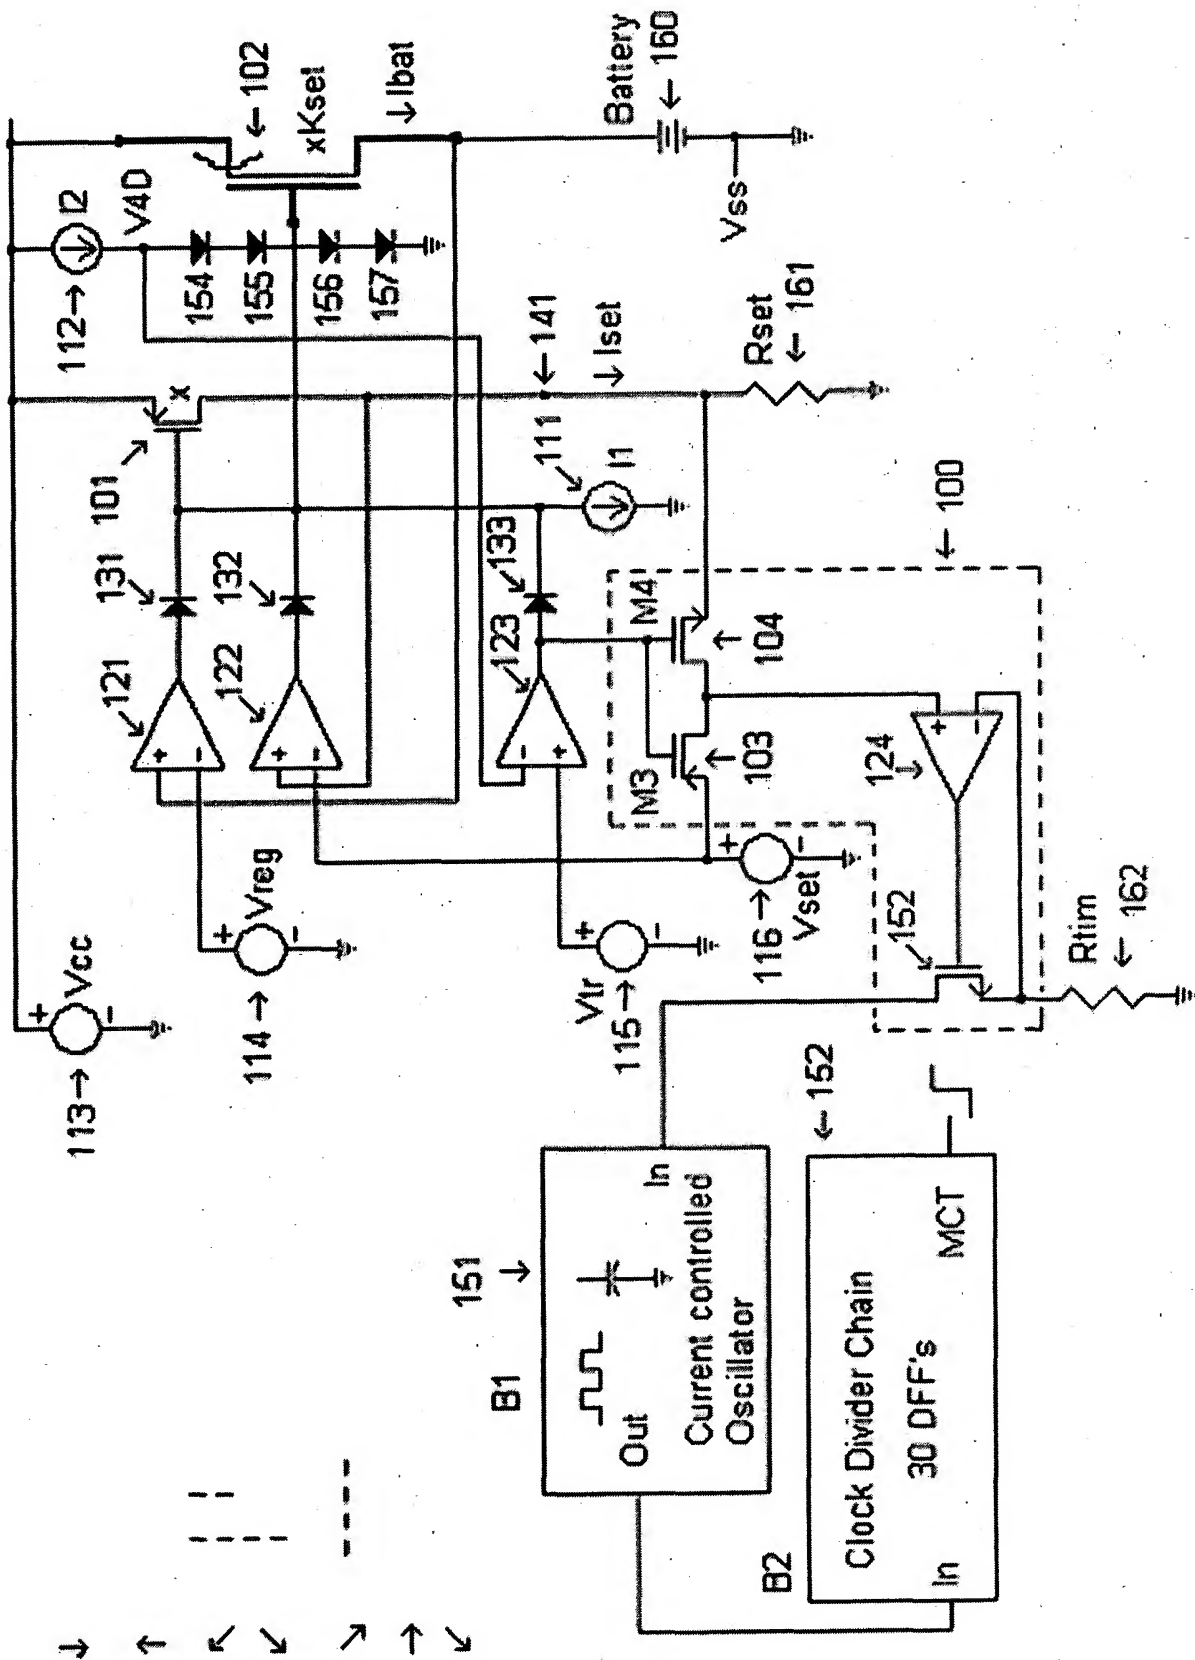 113→
Vcc
+
-
114→
Vreg
+
-
121
+
-
131
101
x
112→
I2
V4D
←102
xKsel
↓Ibat
154
155
156
157
122
+
-
132
←141
↓Iset
111
I1
Battery
←160
Vss
Rset
←161
123
-
+
133
Vtr
115→
+
-
116→
Vset
+
-
M3
M4
103
104
←100
124
+
-
152
Rtim
←162
151
B1
Out
In
Current controlled
Oscillator
B2
←152
Clock Divider Chain
30 DFF's
In
MCT